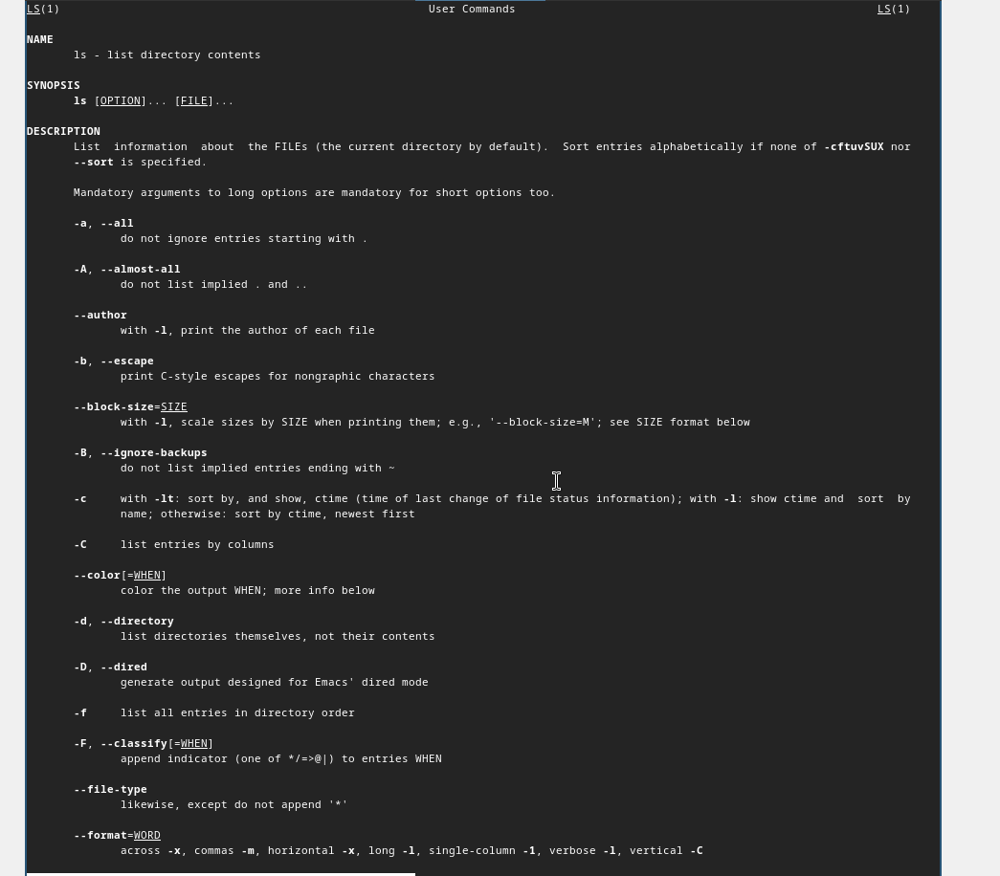 LS(1) User Commands LS(1)
NAME
ls - list directory contents
SYNOPSIS
ls [OPTION]... [FILE]...
DESCRIPTION
List information about the FILEs (the current directory by default). Sort entries alphabetically if none of -cftuvSUX nor
--sort is specified.
Mandatory arguments to long options are mandatory for short options too.
-a, --all
do not ignore entries starting with .
-A, --almost-all
do not list implied . and ..
--author
with -l, print the author of each file
-b, --escape
print C-style escapes for nongraphic characters
--block-size=SIZE
with -l, scale sizes by SIZE when printing them; e.g., '--block-size=M'; see SIZE format below
-B, --ignore-backups
do not list implied entries ending with ~
-c with -lt: sort by, and show, ctime (time of last change of file status information); with -l: show ctime and sort by
name; otherwise: sort by ctime, newest first
-C list entries by columns
--color[=WHEN]
color the output WHEN; more info below
-d, --directory
list directories themselves, not their contents
-D, --dired
generate output designed for Emacs' dired mode
-f list all entries in directory order
-F, --classify[=WHEN]
append indicator (one of */=>@|) to entries WHEN
--file-type
likewise, except do not append '*'
--format=WORD
across -x, commas -m, horizontal -x, long -l, single-column -1, verbose -l, vertical -C